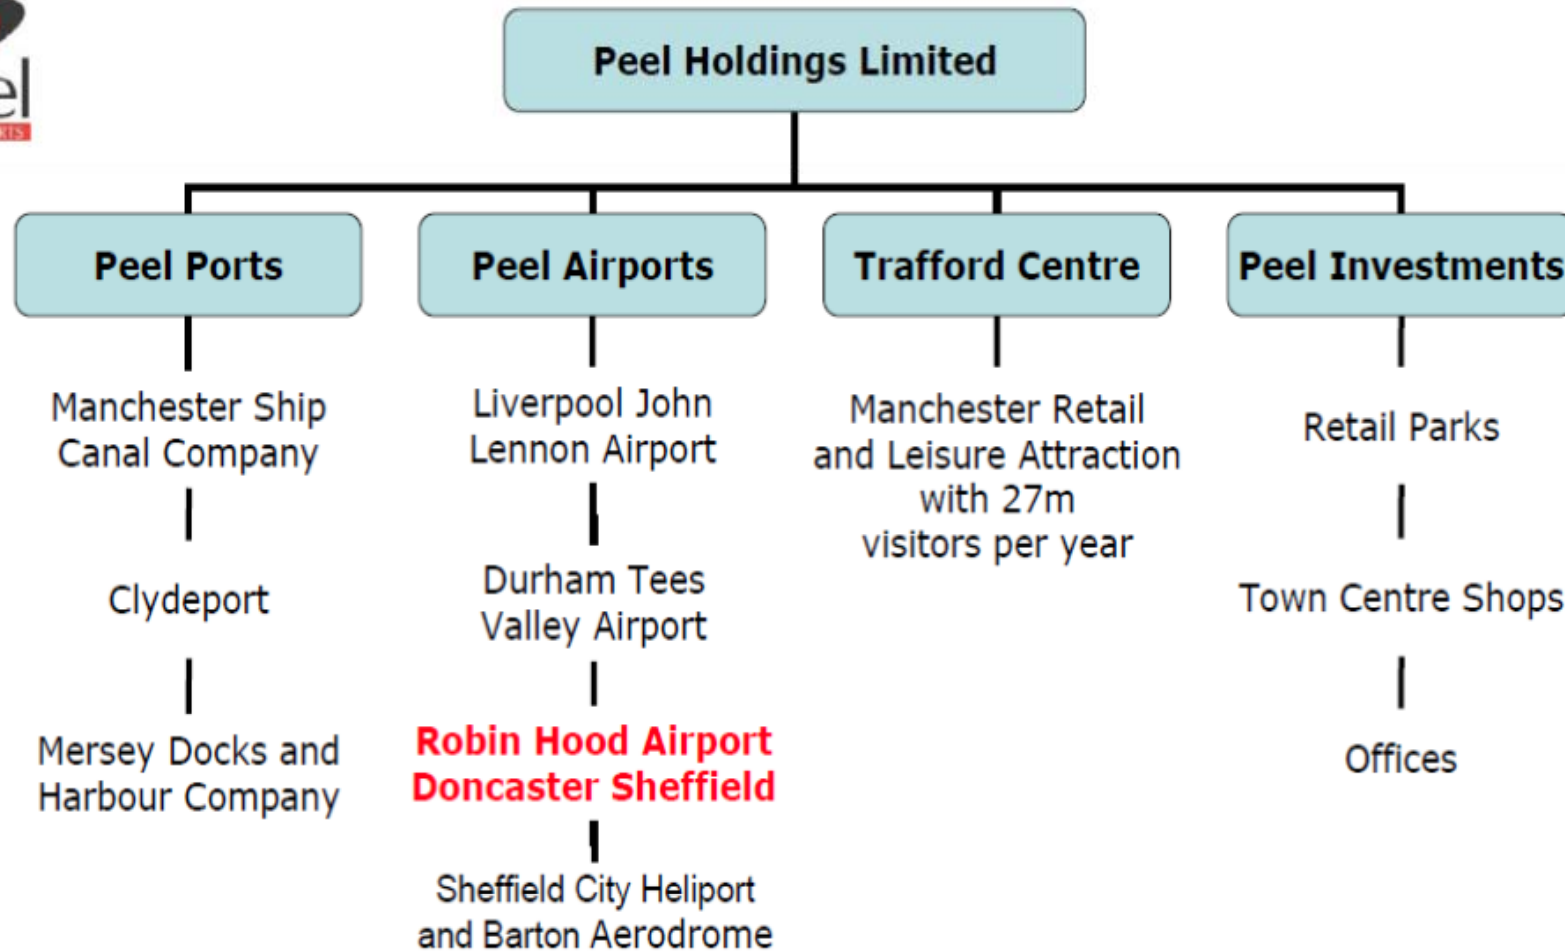 el
RTS
Peel Holdings Limited
Peel Ports
Peel Airports
Trafford Centre
Peel Investments
Manchester Ship
Canal Company
Clydeport
Mersey Docks and
Harbour Company
Liverpool John
Lennon Airport
Durham Tees
Valley Airport
Robin Hood Airport
Doncaster Sheffield
Sheffield City Heliport
and Barton Aerodrome
Manchester Retail
and Leisure Attraction
with 27m
visitors per year
Retail Parks
Town Centre Shops
Offices